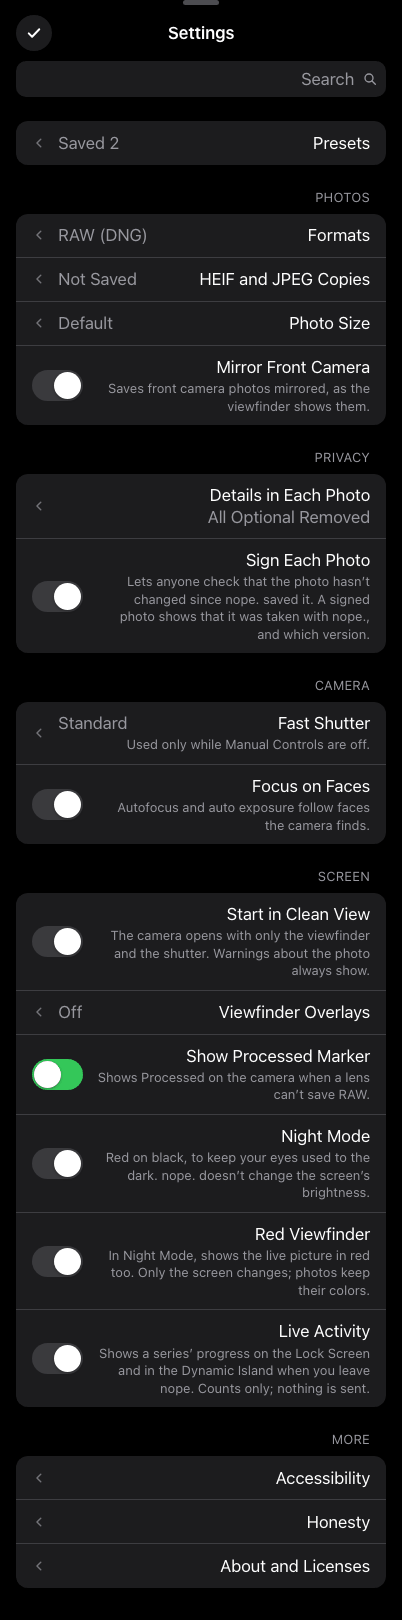 Settings
Search
Presets
Saved 2
PHOTOS
Formats
RAW (DNG)
HEIF and JPEG Copies
Not Saved
Photo Size
Default
Mirror Front Camera
Saves front camera photos mirrored, as the
viewfinder shows them.
PRIVACY
Details in Each Photo
All Optional Removed
Sign Each Photo
Lets anyone check that the photo hasn’t
changed since nope. saved it. A signed
photo shows that it was taken with nope.,
and which version.
CAMERA
Fast Shutter
Standard
Used only while Manual Controls are off.
Focus on Faces
Autofocus and auto exposure follow faces
the camera finds.
SCREEN
Start in Clean View
The camera opens with only the viewfinder
and the shutter. Warnings about the photo
always show.
Viewfinder Overlays
Off
Show Processed Marker
Shows Processed on the camera when a lens
can’t save RAW.
Night Mode
Red on black, to keep your eyes used to the
dark. nope. doesn’t change the screen’s
brightness.
Red Viewfinder
In Night Mode, shows the live picture in red
too. Only the screen changes; photos keep
their colors.
Live Activity
Shows a series’ progress on the Lock Screen
and in the Dynamic Island when you leave
nope. Counts only; nothing is sent.
MORE
Accessibility
Honesty
About and Licenses